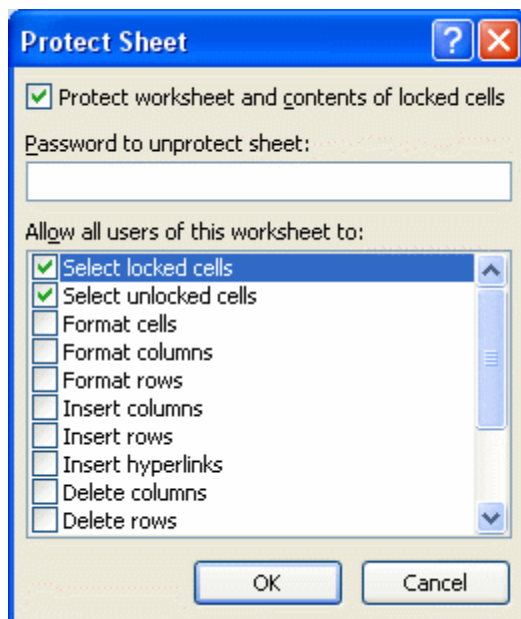 Protect Sheet
Protect worksheet and contents of locked cells
Password to unprotect sheet:
Allow all users of this worksheet to:
Select locked cells
Select unlocked cells
Format cells
Format columns
Format rows
Insert columns
Insert rows
Insert hyperlinks
Delete columns
Delete rows
OK Cancel